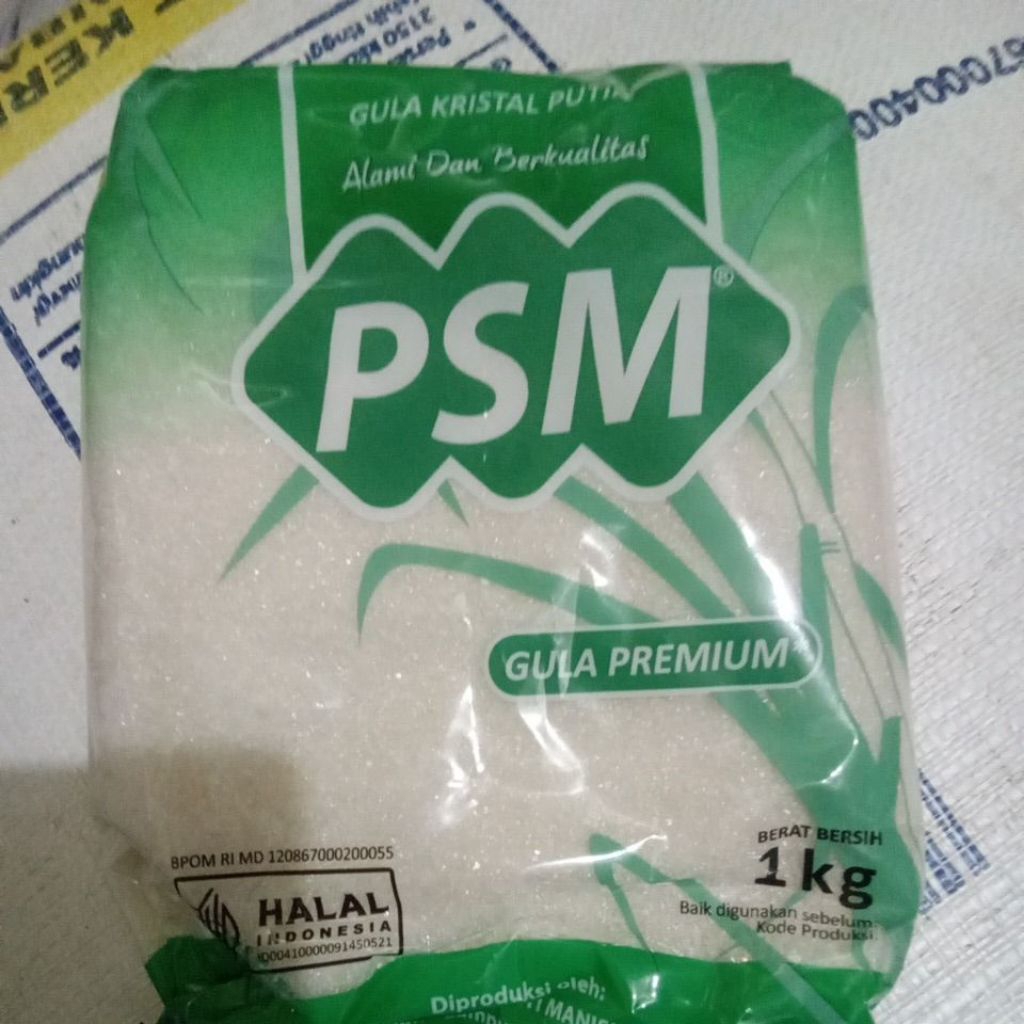 GULA KRISTAL PUTIH
Alami Dan Berkualitas
PSM®
GULA PREMIUM
BPOM RI MD 120867000200055
HALAL
INDONESIA
ID00410000091450521
BERAT BERSIH
1 kg
Baik digunakan sebelum:
Kode Produksi:
Diproduksi oleh: